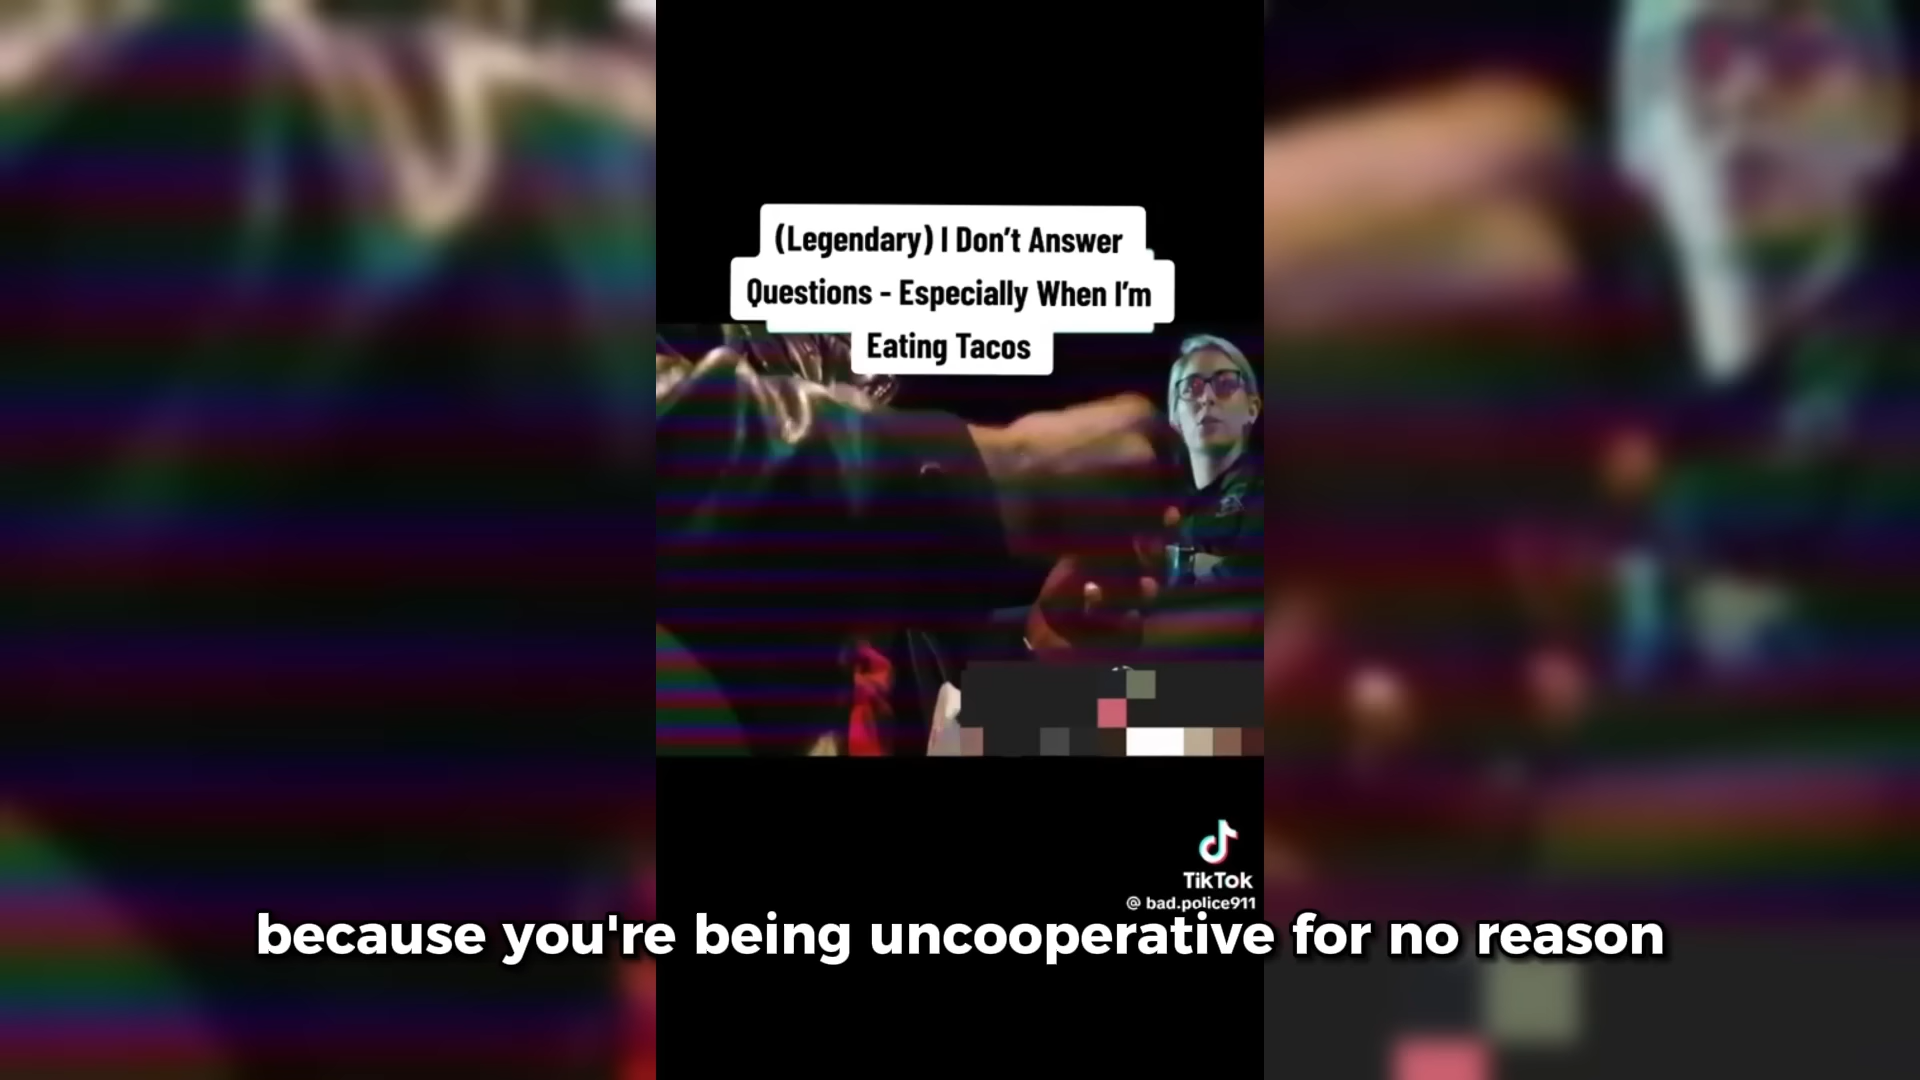 (Legendary) I Don’t Answer
Questions - Especially When I’m
Eating Tacos
TikTok
@ bad.police911
because you're being uncooperative for no reason